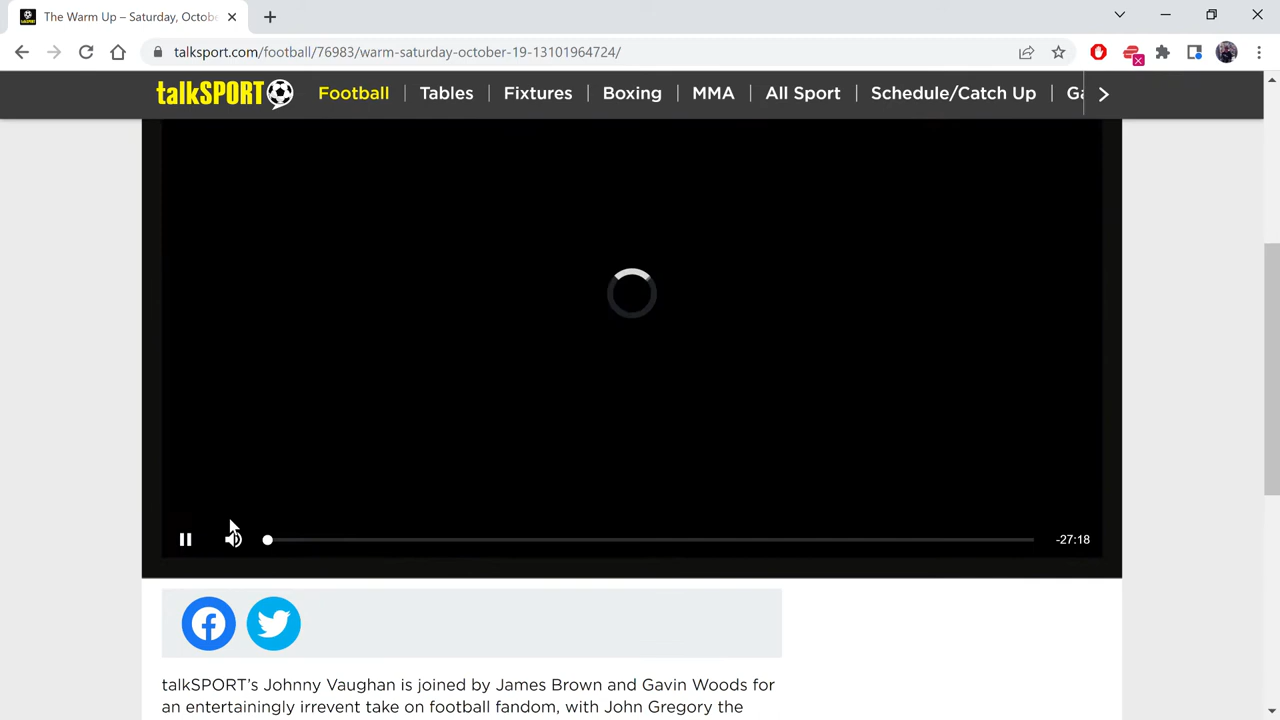 The Warm Up – Saturday, Octobe
talksport.com/football/76983/warm-saturday-october-19-13101964724/
talkSPORT Football Tables Fixtures Boxing MMA All Sport Schedule/Catch Up Ga
-27:18
talkSPORT's Johnny Vaughan is joined by James Brown and Gavin Woods for
an entertainingly irrevent take on football fandom, with John Gregory the